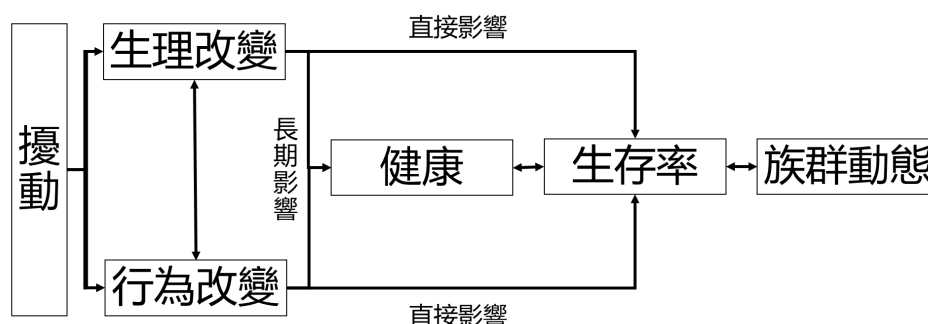 直接影響
生理改變
擾動
長期影響
健康
生存率
族群動態
行為改變
直接影響